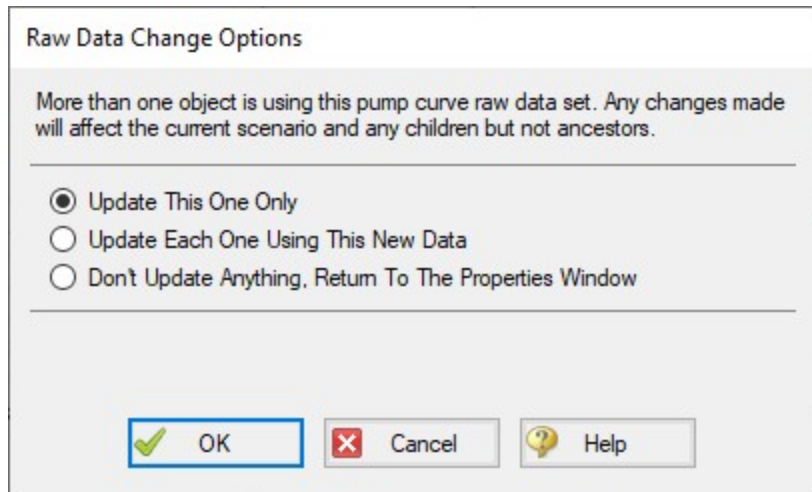 Raw Data Change Options
More than one object is using this pump curve raw data set. Any changes made
will affect the current scenario and any children but not ancestors.
Update This One Only
Update Each One Using This New Data
Don't Update Anything, Return To The Properties Window
OK
Cancel
Help